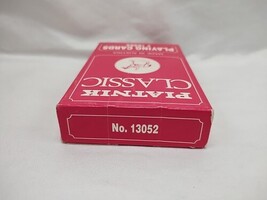 PIATNIK
CLASSIC
PLAYING CARDS
No. 13052